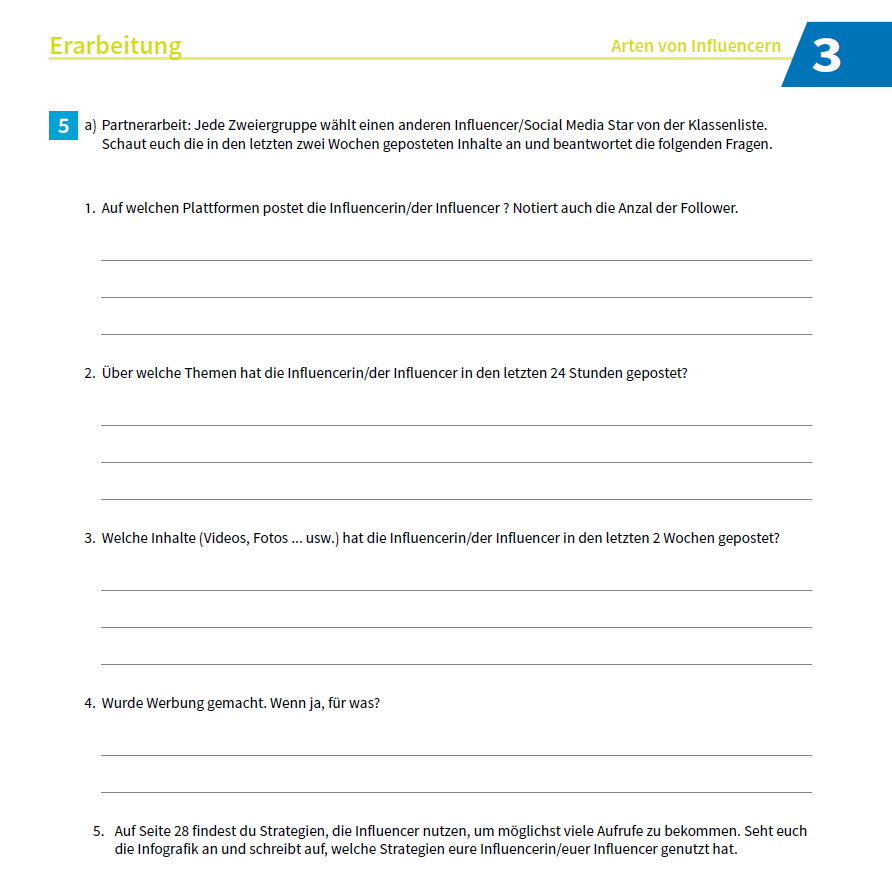 Erarbeitung
Arten von Influencern
3
5 a) Partnerarbeit: Jede Zweiergruppe wählt einen anderen Influencer/Social Media Star von der Klassenliste.
Schaut euch die in den letzten zwei Wochen geposteten Inhalte an und beantwortet die folgenden Fragen.
1. Auf welchen Plattformen postet die Influencerin/der Influencer ? Notiert auch die Anzal der Follower.
2. Über welche Themen hat die Influencerin/der Influencer in den letzten 24 Stunden gepostet?
3. Welche Inhalte (Videos, Fotos ... usw.) hat die Influencerin/der Influencer in den letzten 2 Wochen gepostet?
4. Wurde Werbung gemacht. Wenn ja, für was?
5. Auf Seite 28 findest du Strategien, die Influencer nutzen, um möglichst viele Aufrufe zu bekommen. Seht euch
die Infografik an und schreibt auf, welche Strategien eure Influencerin/euer Influencer genutzt hat.